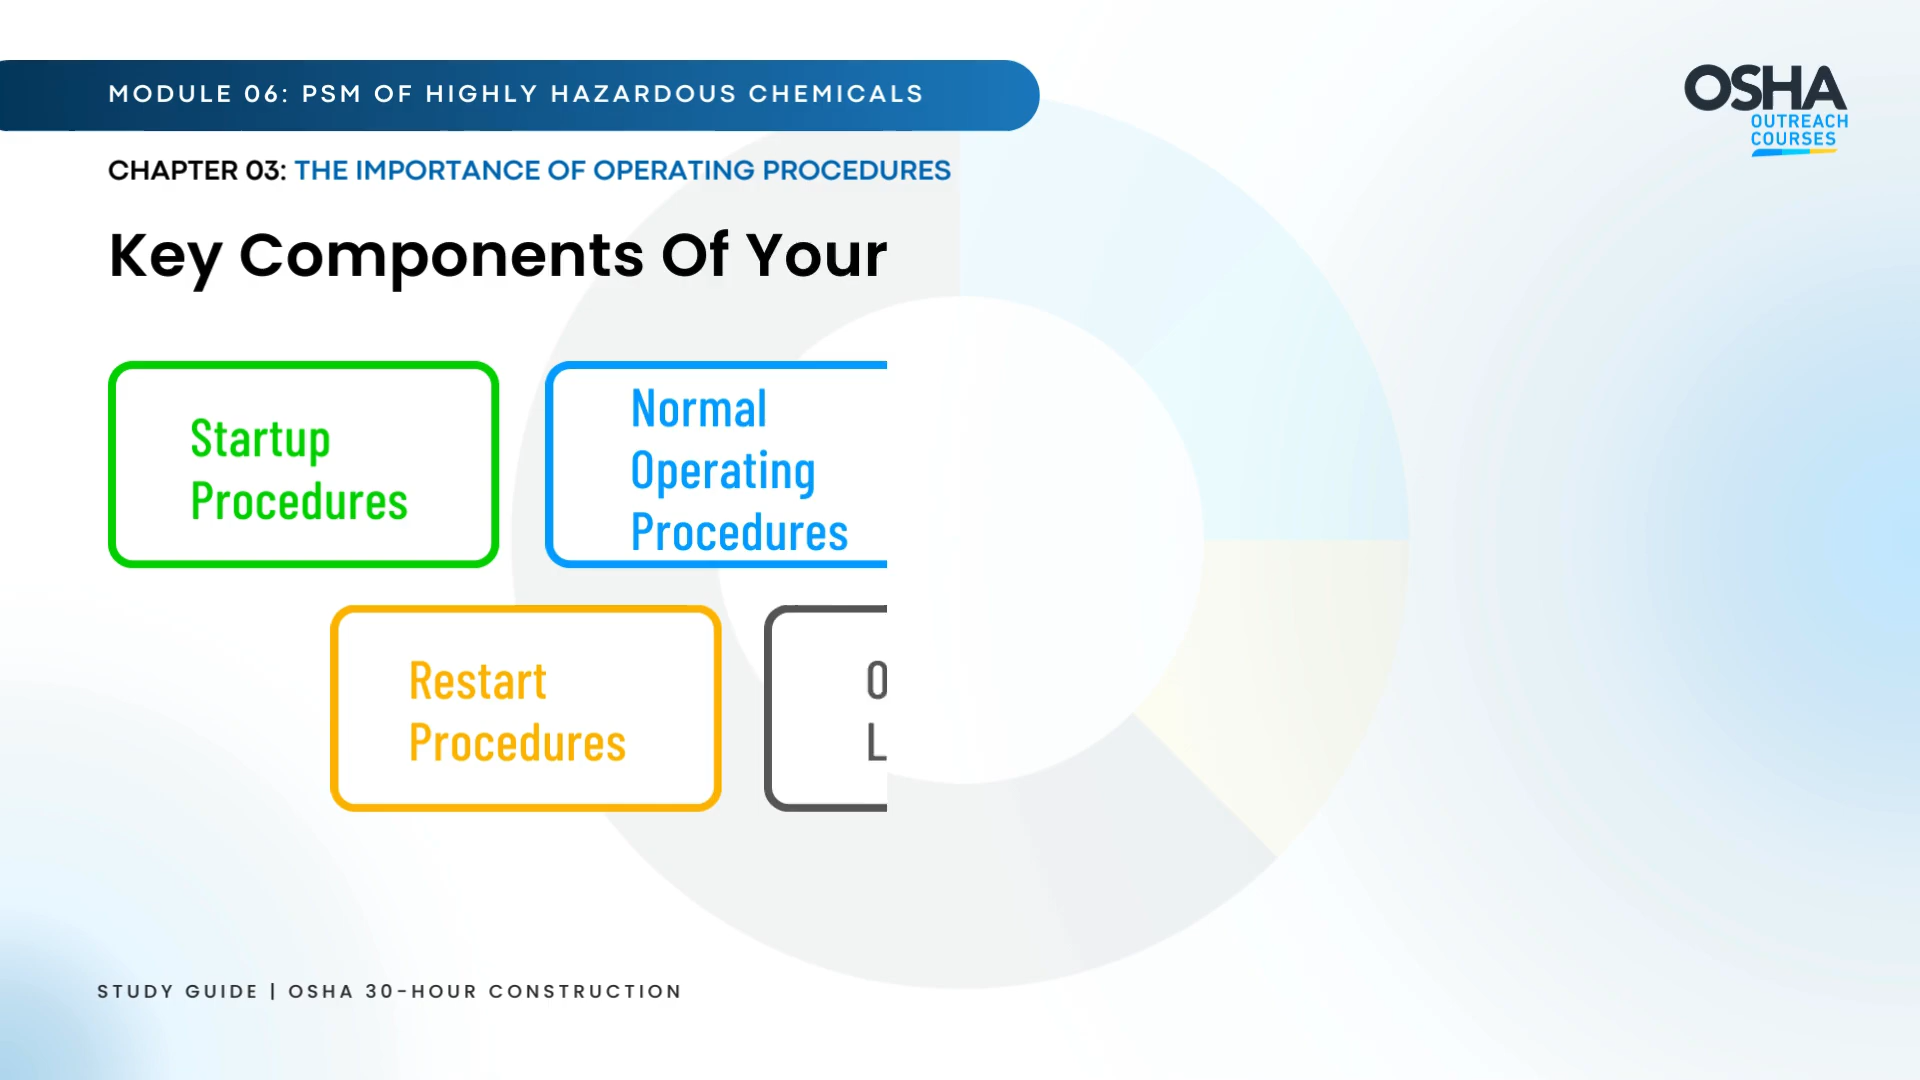 MODULE 06: PSM OF HIGHLY HAZARDOUS CHEMICALS
OSHA
OUTREACH
COURSES
CHAPTER 03: THE IMPORTANCE OF OPERATING PROCEDURES
Key Components Of Your
Startup
Procedures
Normal
Operating
Procedures
Restart
Procedures
STUDY GUIDE | OSHA 30-HOUR CONSTRUCTION